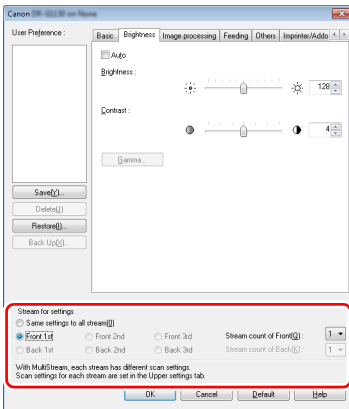 Canon
User Preference :
Basic Brightness Image processing Feeding Others Imprinter/Addo
Auto
Brightness :
128
Contrast :
4
Gamma...
Save(Y)...
Delete(J)
Restore(I)...
Back Up(X)...
Stream for settings
Same settings to all stream(0)
Front 1st Front 2nd Front 3rd Stream count of Front(Q) : 1
Back 1st Back 2nd Back 3rd Stream count of Back(K) : 1
With MultiStream, each stream has different scan settings.
Scan settings for each stream are set in the Upper settings tab.
OK Cancel Default Help